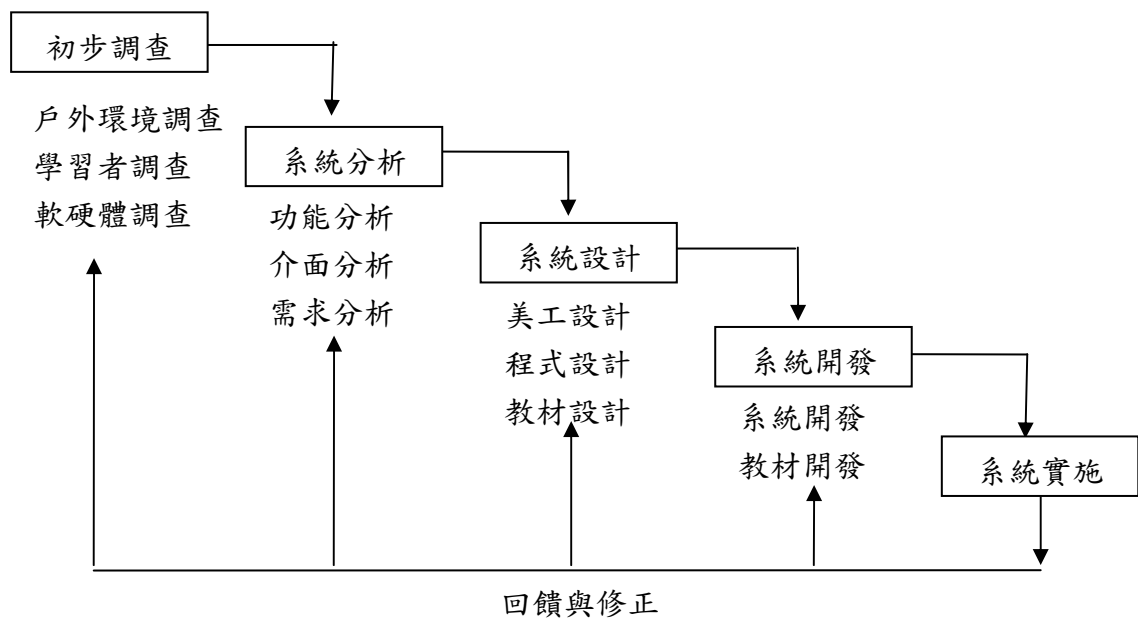 初步調查
戶外環境調查
學習者調查
軟硬體調查
系統分析
功能分析
介面分析
需求分析
系統設計
美工設計
程式設計
教材設計
系統開發
系統開發
教材開發
系統實施
回饋與修正